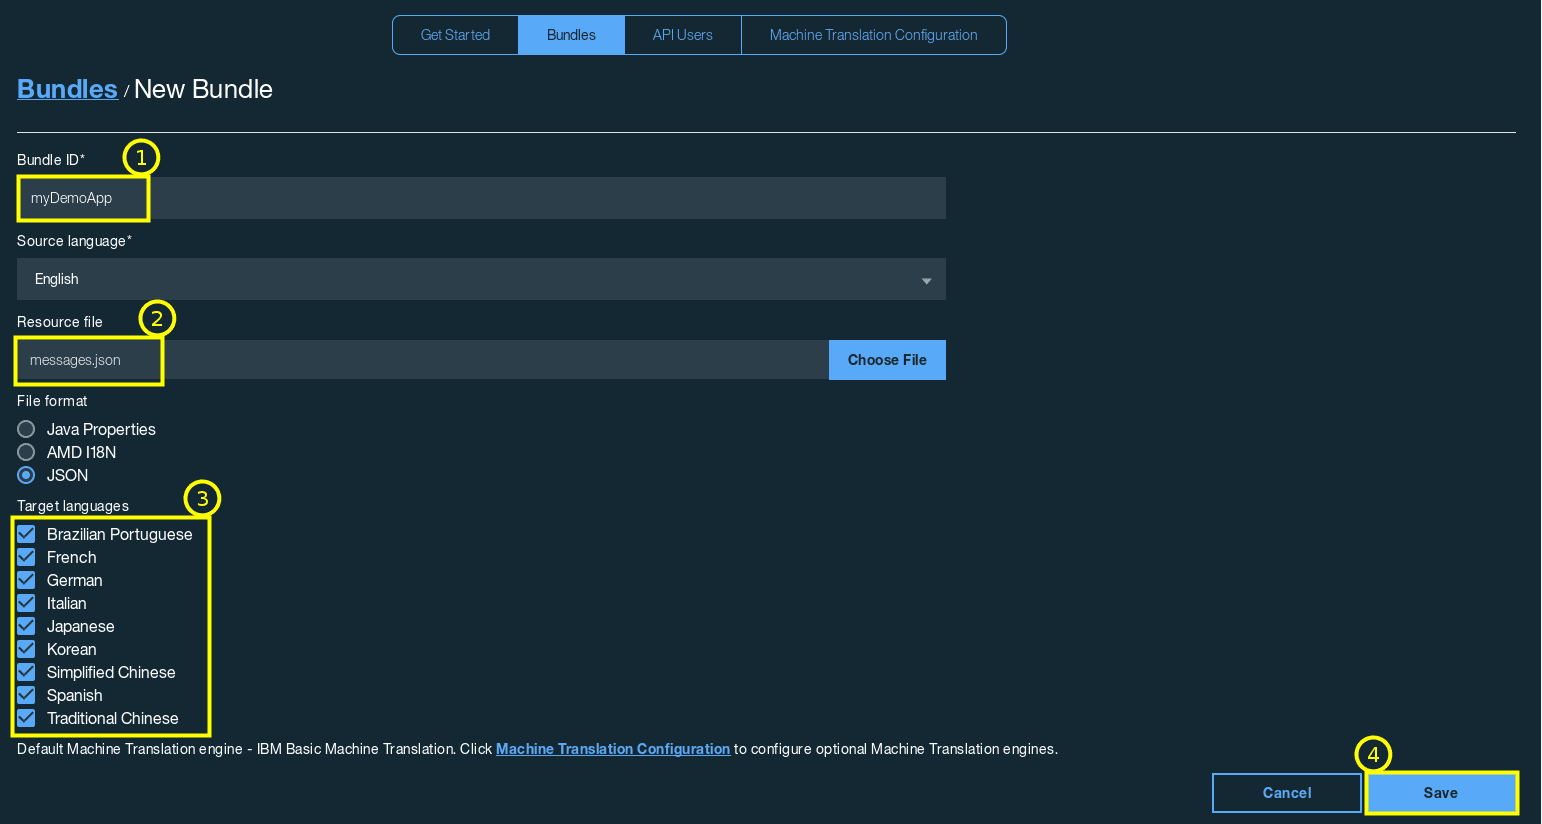 Get Started Bundles API Users Machine Translation Configuration
Bundles / New Bundle
Bundle ID* 1
myDemoApp
Source language*
English
Resource file 2
messages.json Choose File
File format
Java Properties
AMD I18N
JSON
Target languages 3
Brazilian Portuguese
French
German
Italian
Japanese
Korean
Simplified Chinese
Spanish
Traditional Chinese
Default Machine Translation engine - IBM Basic Machine Translation. Click Machine Translation Configuration to configure optional Machine Translation engines.
4
Cancel Save